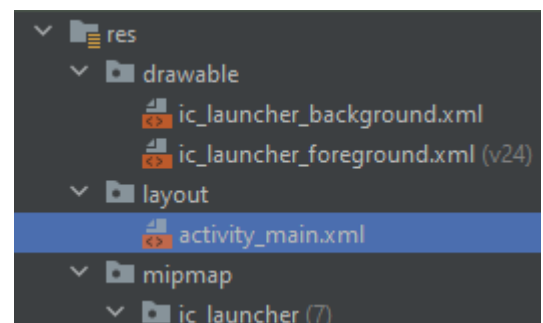 res
drawable
ic_launcher_background.xml
ic_launcher_foreground.xml (v24)
layout
activity_main.xml
mipmap
ic_launcher (7)